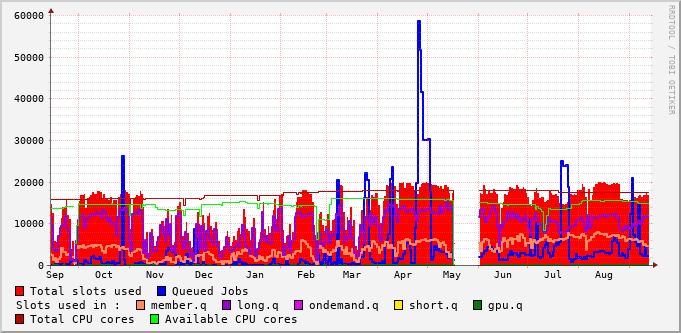 RRDTOOL / TOBI OETIKER
60000
50000
40000
30000
20000
10000
0
Sep Oct Nov Dec Jan Feb Mar Apr May Jun Jul Aug
Total slots used Queued Jobs
Slots used in : member.q long.q ondemand.q short.q gpu.q
Total CPU cores Available CPU cores